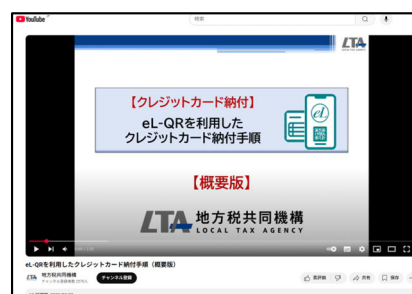 YouTube
検索
LTA
【クレジットカード納付】
eL-QRを利用した
クレジットカード納付手順
eL
【概要版】
LTA 地方税共同機構
LOCAL TAX AGENCY
eL-QRを利用したクレジットカード納付手順（概要版）
LTA 地方税共同機構
チャンネル登録
高評価
共有
保存